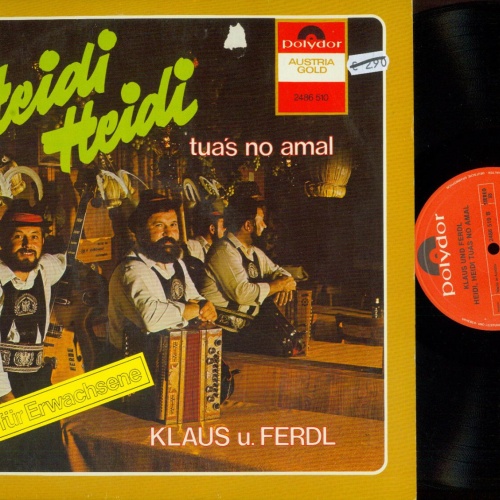 Heidi
Heidi
tua's no amal
Polydor
AUSTRIA
GOLD
2486 510
2.90
für Erwachsene
KLAUS u. FERDL
Polydor
KLAUS UND FERDL
HEIDI, HEIDI TUAS NO AMAL